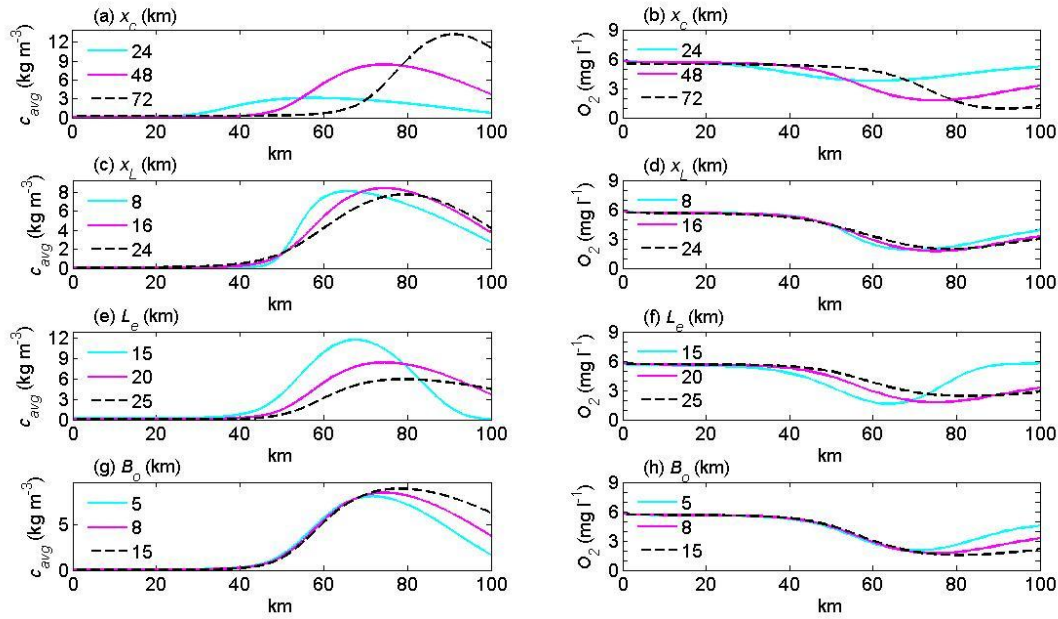 (a) x_c (km)
c_avg (kg m^-3)
12
9
6
3
0
24
48
72
0 20 40 60 80 100
km
(b) x_c (km)
O_2 (mg l^-1)
9
6
3
0
24
48
72
0 20 40 60 80 100
km
(c) x_L (km)
c_avg (kg m^-3)
8
6
4
2
0
8
16
24
0 20 40 60 80 100
km
(d) x_L (km)
O_2 (mg l^-1)
9
6
3
0
8
16
24
0 20 40 60 80 100
km
(e) L_e (km)
c_avg (kg m^-3)
12
9
6
3
0
15
20
25
0 20 40 60 80 100
km
(f) L_e (km)
O_2 (mg l^-1)
9
6
3
0
15
20
25
0 20 40 60 80 100
km
(g) B_o (km)
c_avg (kg m^-3)
5
0
5
8
15
0 20 40 60 80 100
km
(h) B_o (km)
O_2 (mg l^-1)
9
6
3
0
5
8
15
0 20 40 60 80 100
km